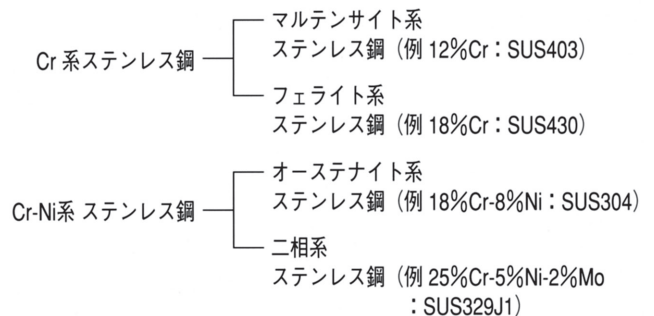 Cr 系ステンレス鋼
マルテンサイト系
ステンレス鋼（例 12%Cr：SUS403）
フェライト系
ステンレス鋼（例 18%Cr：SUS430）
Cr-Ni系 ステンレス鋼
オーステナイト系
ステンレス鋼（例 18%Cr-8%Ni：SUS304）
二相系
ステンレス鋼（例 25%Cr-5%Ni-2%Mo
：SUS329J1）